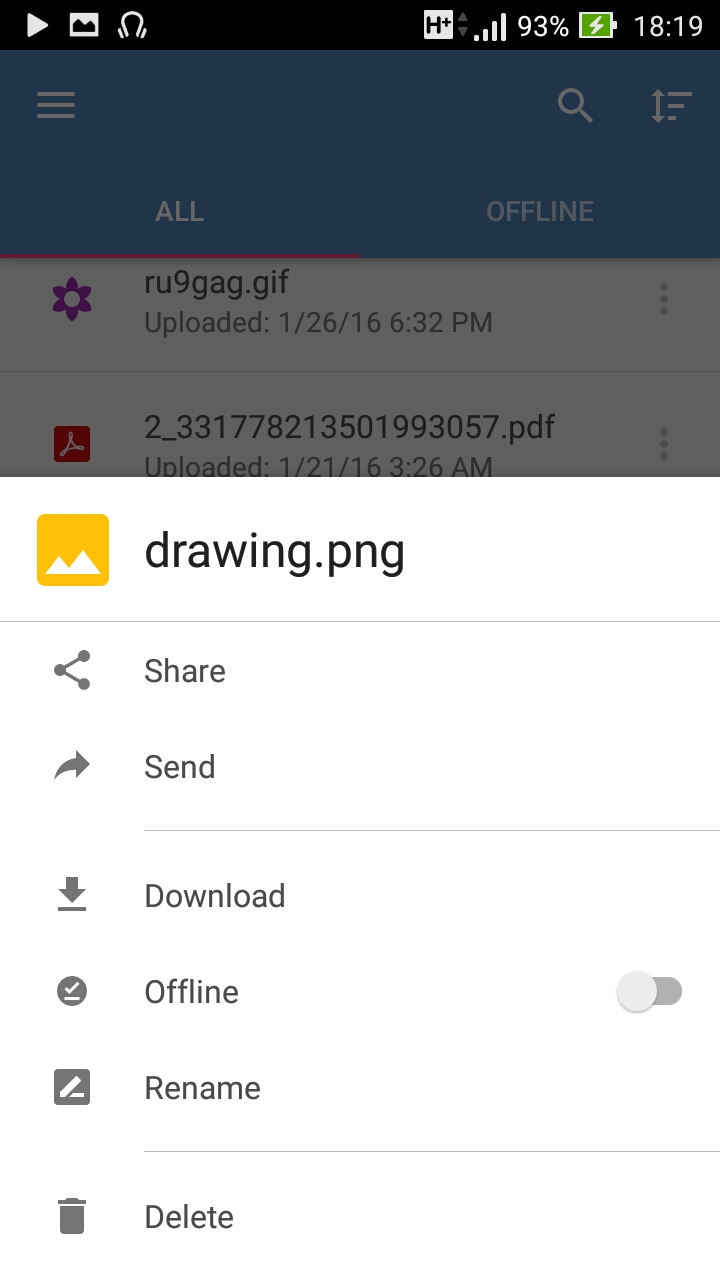 H+ 93% 18:19
ALL OFFLINE
ru9gag.gif
Uploaded: 1/26/16 6:32 PM
2_331778213501993057.pdf
Uploaded: 1/21/16 3:26 AM
drawing.png
Share
Send
Download
Offline
Rename
Delete